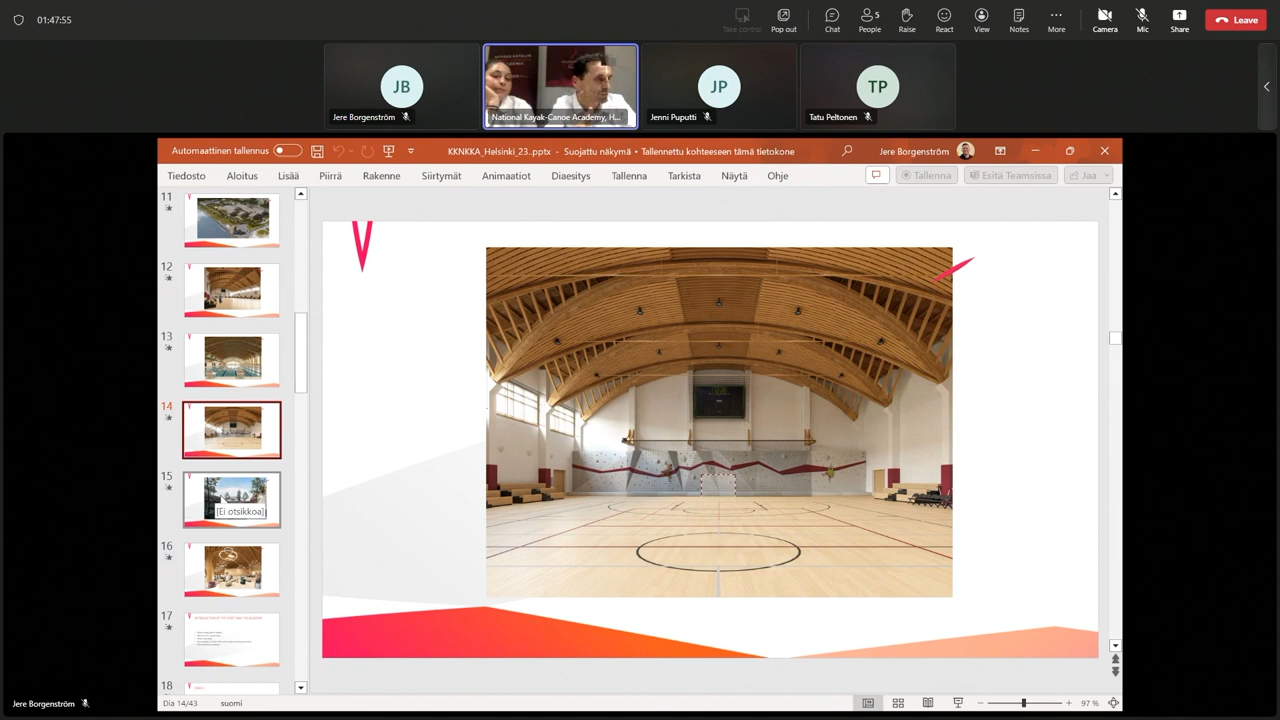 01:47:55
Take control
Pop out
Chat
5
People
Raise
React
View
Notes
More
Camera
Mic
Share
Leave
JB
JP
TP
Jere Borgenström
National Kayak-Canoe Academy, H...
Jenni Puputti
Tatu Peltonen
Automaattinen tallennus
KKNKKA_Helsinki_23..pptx • Suojattu näkymä • Tallennettu kohteeseen tämä tietokone
Jere Borgenström
Tiedosto Aloitus Lisää Piirrä Rakenne Siirtymät Animaatiot Diaesitys Tallenna Tarkista Näytä Ohje
Tallenna
Esitä Teamsissa
Jaa
11
12
13
14
15
[Ei otsikkoa]
16
17
18
Dia 14/43 suomi
97 %
Jere Borgenström